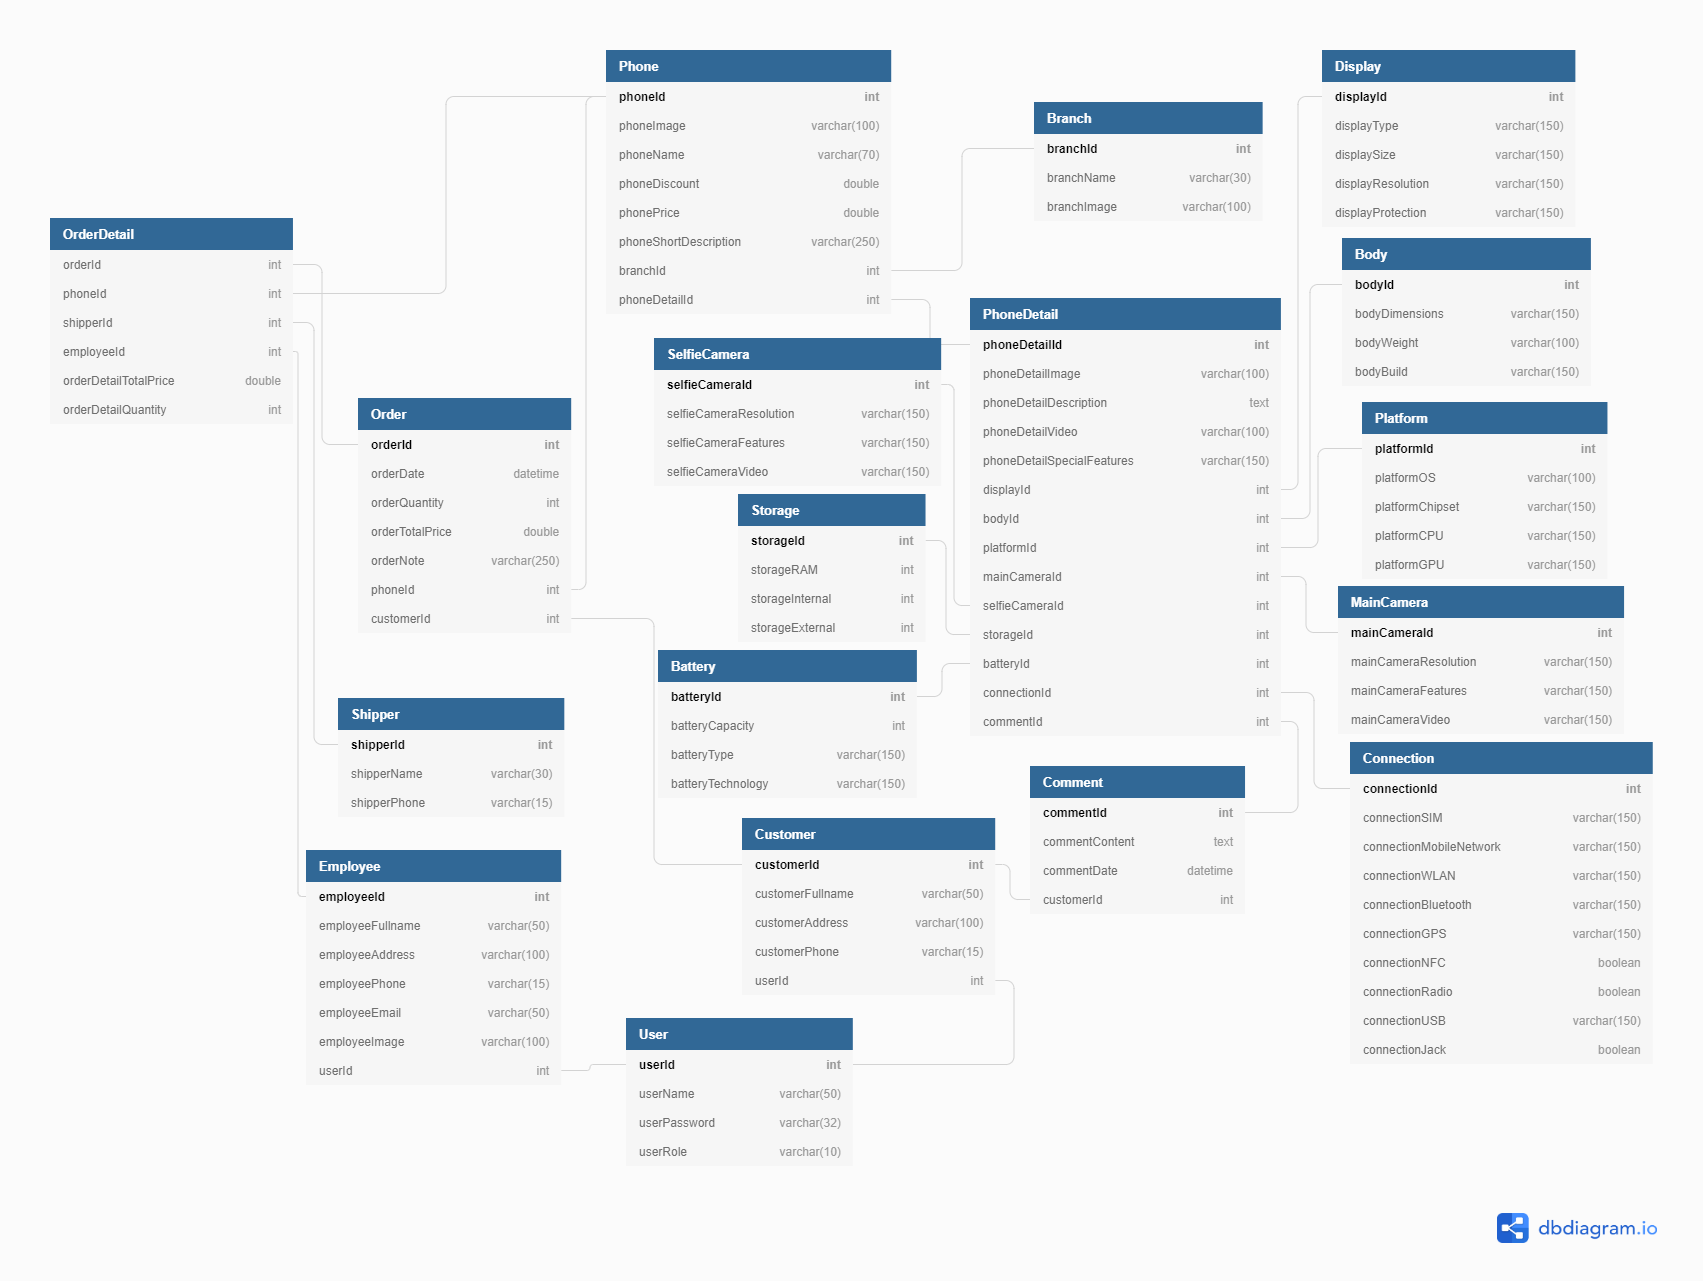 Phone
phoneId int
phoneImage varchar(100)
phoneName varchar(70)
phoneDiscount double
phonePrice double
phoneShortDescription varchar(250)
branchId int
phoneDetailId int
Branch
branchId int
branchName varchar(30)
branchImage varchar(100)
Display
displayId int
displayType varchar(150)
displaySize varchar(150)
displayResolution varchar(150)
displayProtection varchar(150)
OrderDetail
orderId int
phoneId int
shipperId int
employeeId int
orderDetailTotalPrice double
orderDetailQuantity int
Body
bodyId int
bodyDimensions varchar(150)
bodyWeight varchar(100)
bodyBuild varchar(150)
PhoneDetail
phoneDetailId int
phoneDetailImage varchar(100)
phoneDetailDescription text
phoneDetailVideo varchar(100)
phoneDetailSpecialFeatures varchar(150)
displayId int
bodyId int
platformId int
mainCameraId int
selfieCameraId int
storageId int
batteryId int
connectionId int
commentId int
SelfieCamera
selfieCameraId int
selfieCameraResolution varchar(150)
selfieCameraFeatures varchar(150)
selfieCameraVideo varchar(150)
Order
orderId int
orderDate datetime
orderQuantity int
orderTotalPrice double
orderNote varchar(250)
phoneId int
customerId int
Platform
platformId int
platformOS varchar(100)
platformChipset varchar(150)
platformCPU varchar(150)
platformGPU varchar(150)
Storage
storageId int
storageRAM int
storageInternal int
storageExternal int
MainCamera
mainCameraId int
mainCameraResolution varchar(150)
mainCameraFeatures varchar(150)
mainCameraVideo varchar(150)
Battery
batteryId int
batteryCapacity int
batteryType varchar(150)
batteryTechnology varchar(150)
Shipper
shipperId int
shipperName varchar(30)
shipperPhone varchar(15)
Connection
connectionId int
connectionSIM varchar(150)
connectionMobileNetwork varchar(150)
connectionWLAN varchar(150)
connectionBluetooth varchar(150)
connectionGPS varchar(150)
connectionNFC boolean
connectionRadio boolean
connectionUSB varchar(150)
connectionJack boolean
Comment
commentId int
commentContent text
commentDate datetime
customerId int
Customer
customerId int
customerFullname varchar(50)
customerAddress varchar(100)
customerPhone varchar(15)
userId int
Employee
employeeId int
employeeFullname varchar(50)
employeeAddress varchar(100)
employeePhone varchar(15)
employeeEmail varchar(50)
employeeImage varchar(100)
userId int
User
userId int
userName varchar(50)
userPassword varchar(32)
userRole varchar(10)
dbdiagram.io